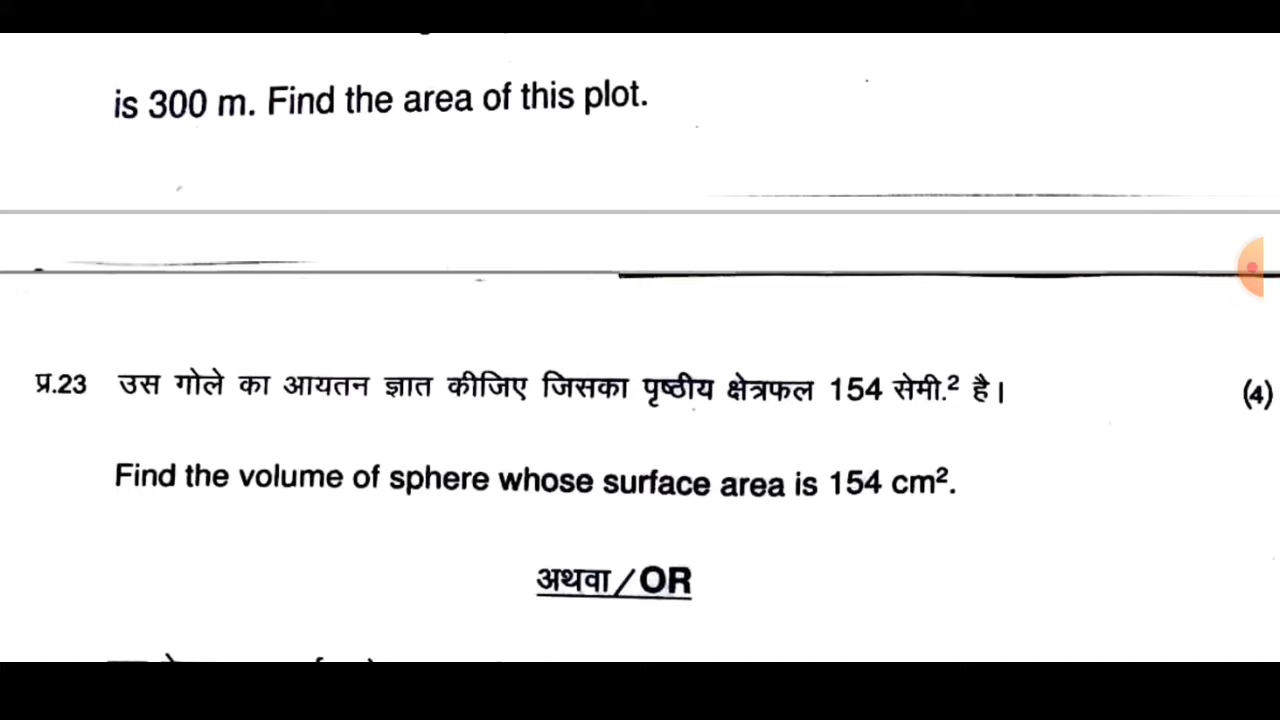 is 300 m. Find the area of this plot.
प्र.23 उस गोले का आयतन ज्ञात कीजिए जिसका पृष्ठीय क्षेत्रफल 154 सेमी.² है। (4)
Find the volume of sphere whose surface area is 154 cm².
अथवा/OR